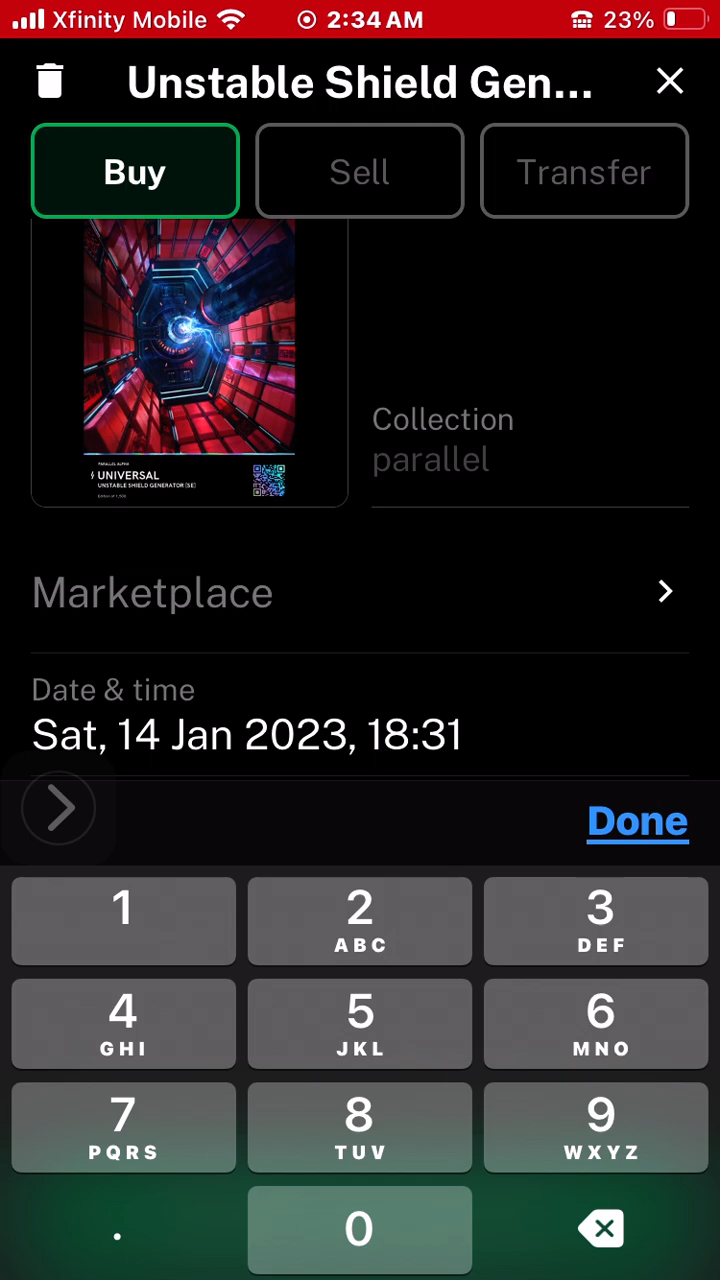 Xfinity Mobile 2:34 AM 23%
Unstable Shield Gen...
Buy Sell Transfer
PARALLEL ALPHA
UNIVERSAL
UNSTABLE SHIELD GENERATOR [SE]
Collection
parallel
Marketplace
Date & time
Sat, 14 Jan 2023, 18:31
Done
1 2 3
ABC DEF
4 5 6
GHI JKL MNO
7 8 9
PQRS TUV WXYZ
. 0